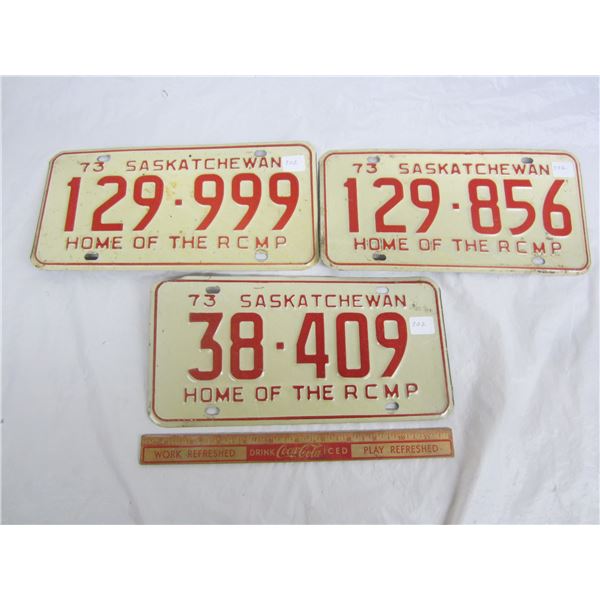 73 SASKATCHEWAN
129·999
HOME OF THE RCMP
73 SASKATCHEWAN
129·856
HOME OF THE RCMP
73 SASKATCHEWAN
38·409
HOME OF THE RCMP
702
WORK REFRESHED DRINK Coca-Cola ICED PLAY REFRESHED